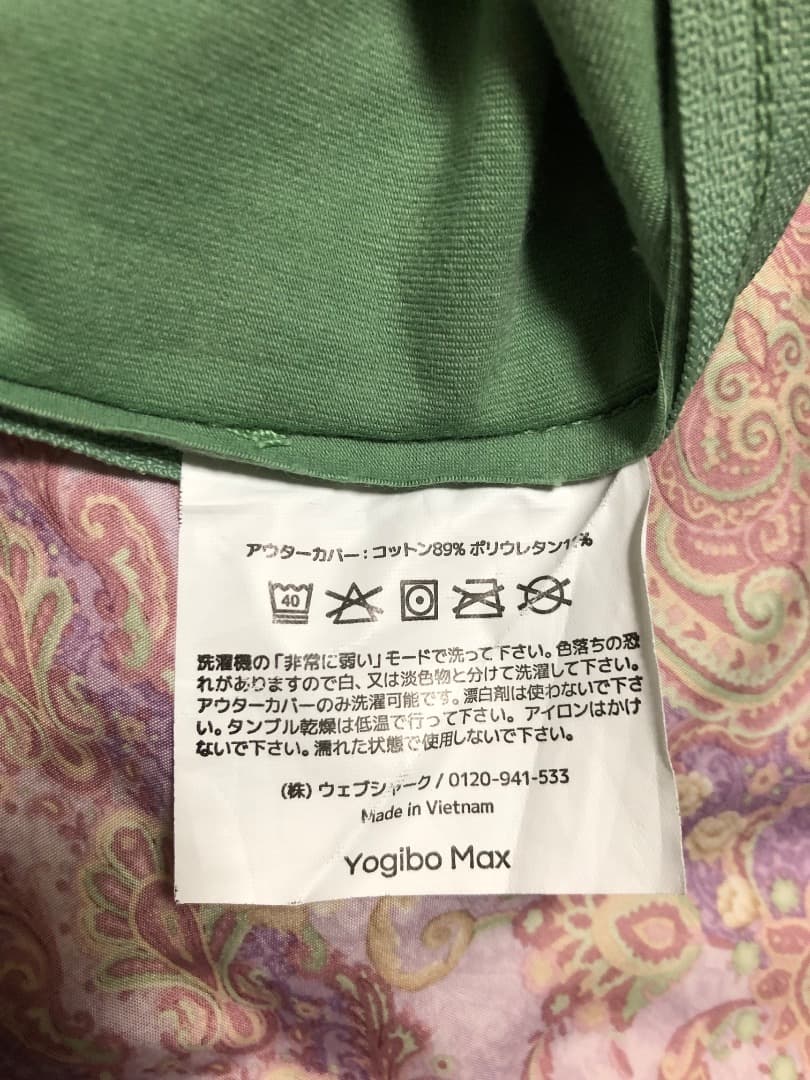 アウターカバー：コットン89% ポリウレタン1%
40
洗濯機の「非常に弱い」モードで洗って下さい。色落ちの恐
れがありますので白、又は淡色物と分けて洗濯して下さい。
アウターカバーのみ洗濯可能です。漂白剤は使わないで下さ
い。タンブル乾燥は低温で行って下さい。アイロンはかけ
ないで下さい。濡れた状態で使用しないで下さい。
（株）ウェブシャーク / 0120-941-533
Made in Vietnam
Yogibo Max